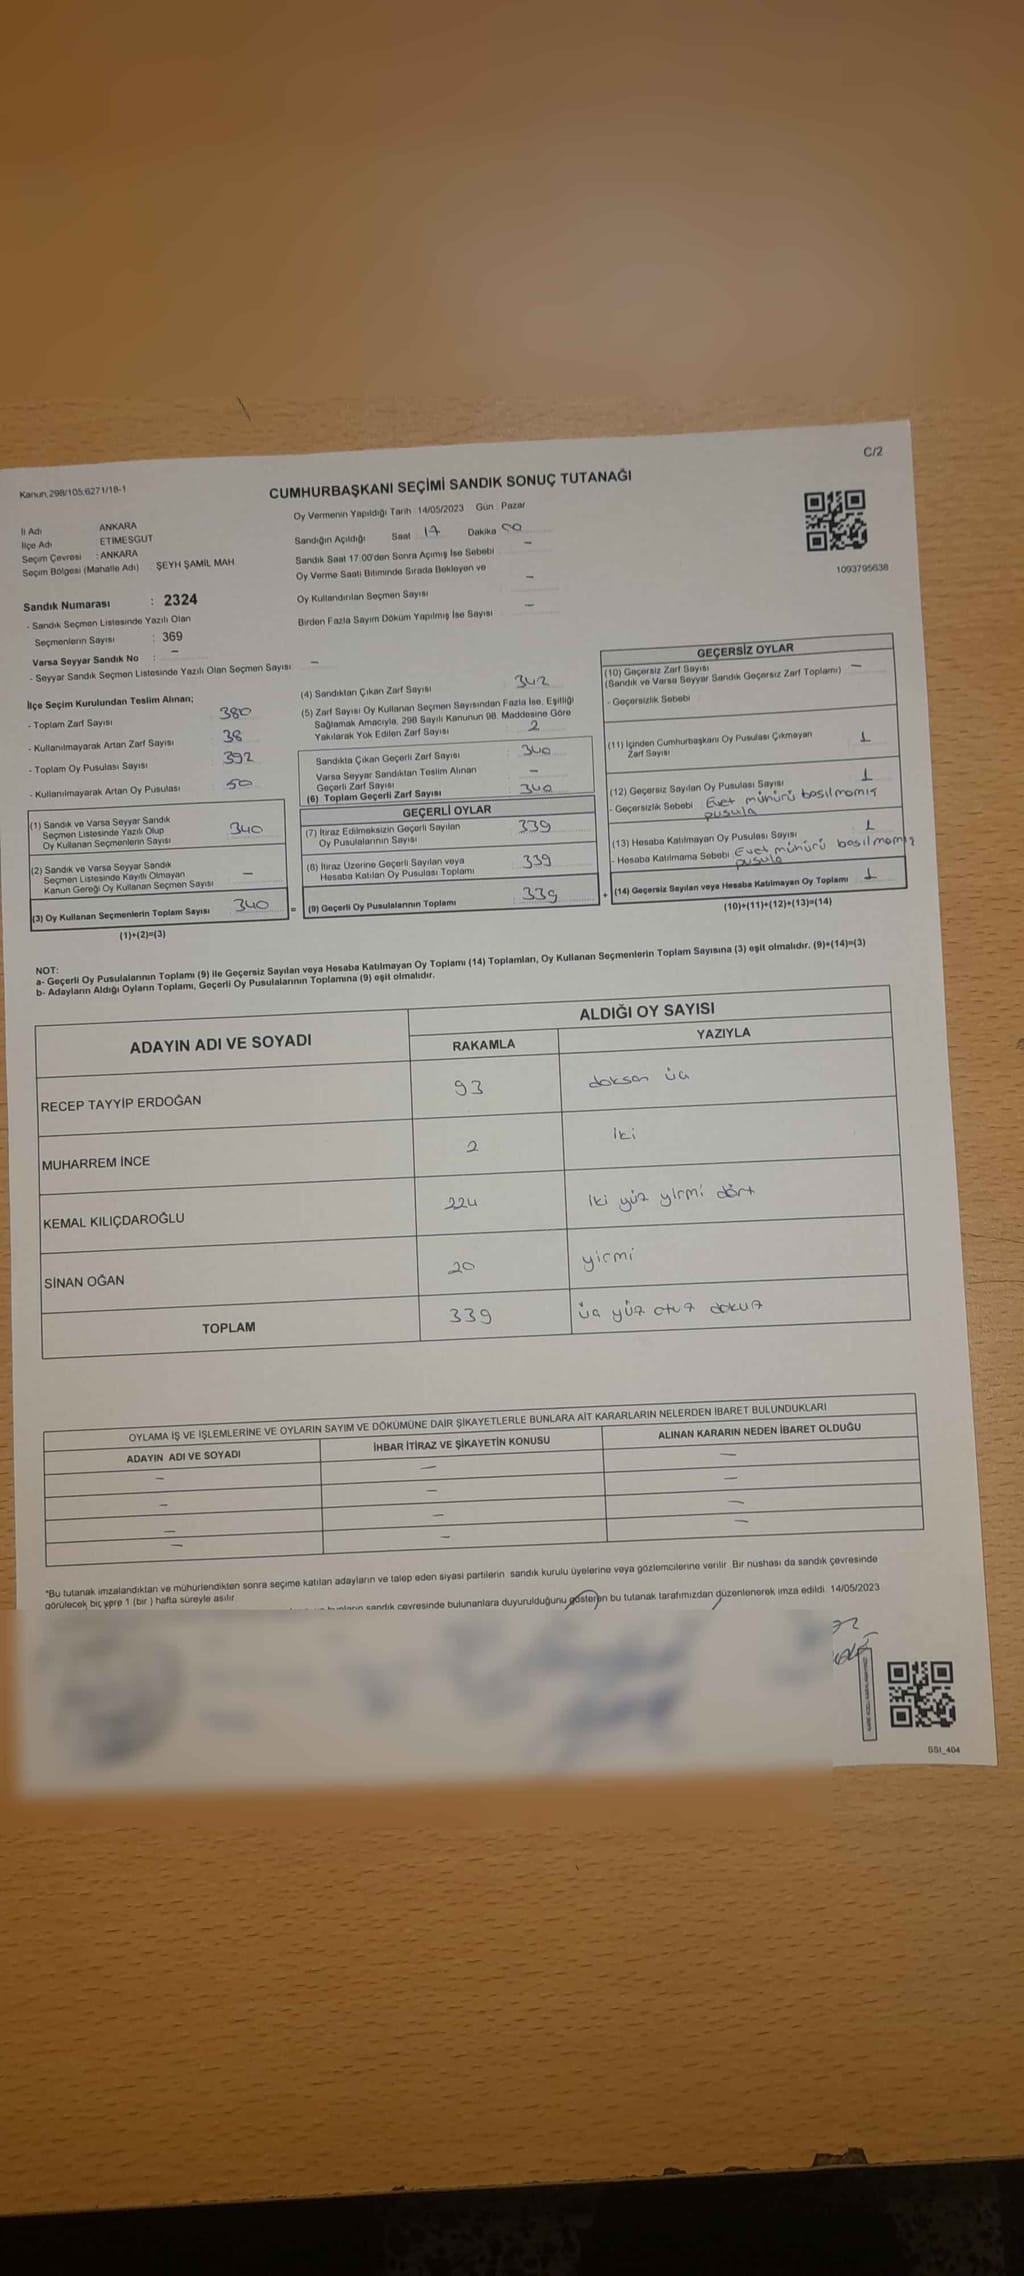 C/2
Kanun,298/105:6271/18-1
CUMHURBAŞKANI SEÇİMİ SANDIK SONUÇ TUTANAĞI
İl Adı ANKARA
İlçe Adı ETİMESGUT
Seçim Çevresi : ANKARA
Seçim Bölgesi (Mahalle Adı) ŞEYH ŞAMİL MAH
Oy Vermenin Yapıldığı Tarih 14/05/2023 Gün Pazar
Sandığın Açıldığı Saat 17 Dakika 00
Sandık Saat 17:00'den Sonra Açımış İse Sebebi –
Oy Verme Saati Bitiminde Sırada Bekleyen ve
Oy Kullandırılan Seçmen Sayısı –
Birden Fazla Sayım Döküm Yapılmış İse Sayısı –
1093795638
Sandık Numarası : 2324
- Sandık Seçmen Listesinde Yazılı Olan
Seçmenlerin Sayısı : 369
Varsa Seyyar Sandık No : –
- Seyyar Sandık Seçmen Listesinde Yazılı Olan Seçmen Sayısı –
İlçe Seçim Kurulundan Teslim Alınan;
- Toplam Zarf Sayısı 380
- Kullanılmayarak Artan Zarf Sayısı 38
- Toplam Oy Pusulası Sayısı 392
- Kullanılmayarak Artan Oy Pusulası 50
(1) Sandık ve Varsa Seyyar Sandık
Seçmen Listesinde Yazılı Olup
Oy Kullanan Seçmenlerin Sayısı 340
(2) Sandık ve Varsa Seyyar Sandık
Seçmen Listesinde Kayıtlı Olmayan
Kanun Gereği Oy Kullanan Seçmen Sayısı –
(3) Oy Kullanan Seçmenlerin Toplam Sayısı 340 =
(1)+(2)=(3)
(4) Sandıktan Çıkan Zarf Sayısı 342
(5) Zarf Sayısı Oy Kullanan Seçmen Sayısından Fazla İse, Eşitliği
Sağlamak Amacıyla, 298 Sayılı Kanunun 98. Maddesine Göre
Yakılarak Yok Edilen Zarf Sayısı 2
Sandıkta Çıkan Geçerli Zarf Sayısı 340
Varsa Seyyar Sandıktan Teslim Alınan
Geçerli Zarf Sayısı –
(6) Toplam Geçerli Zarf Sayısı 340
GEÇERLİ OYLAR
(7) İtiraz Edilmeksizin Geçerli Sayılan
Oy Pusulalarının Sayısı 339
(8) İtiraz Üzerine Geçerli Sayılan veya
Hesaba Katılan Oy Pusulası Toplamı 339
(9) Geçerli Oy Pusulalarının Toplamı 339 +
GEÇERSİZ OYLAR
(10) Geçersiz Zarf Sayısı
(Sandık ve Varsa Seyyar Sandık Geçersiz Zarf Toplamı) –
- Geçersizlik Sebebi
(11) İçinden Cumhurbaşkanı Oy Pusulası Çıkmayan
Zarf Sayısı 1
(12) Geçersiz Sayılan Oy Pusulası Sayısı 1
- Geçersizlik Sebebi Evet mühürü basılmamış
pusula
(13) Hesaba Katılmayan Oy Pusulası Sayısı 1
- Hesaba Katılmama Sebebi Evet mühürü basılmamış
pusula
(14) Geçersiz Sayılan veya Hesaba Katılmayan Oy Toplamı 1
(10)+(11)+(12)+(13)=(14)
NOT:
a- Geçerli Oy Pusulalarının Toplamı (9) ile Geçersiz Sayılan veya Hesaba Katılmayan Oy Toplamı (14) Toplamları, Oy Kullanan Seçmenlerin Toplam Sayısına (3) eşit olmalıdır. (9)+(14)=(3)
b- Adayların Aldığı Oyların Toplamı, Geçerli Oy Pusulalarının Toplamına (9) eşit olmalıdır.
ADAYIN ADI VE SOYADI
ALDIĞI OY SAYISI
RAKAMLA YAZIYLA
RECEP TAYYİP ERDOĞAN 93 doksan üç
MUHARREM İNCE 2 iki
KEMAL KILIÇDAROĞLU 224 iki yüz yirmi dört
SİNAN OĞAN 20 yirmi
TOPLAM 339 üç yüz otuz dokuz
OYLAMA İŞ VE İŞLEMLERİNE VE OYLARIN SAYIM VE DÖKÜMÜNE DAİR ŞİKAYETLERLE BUNLARA AİT KARARLARIN NELERDEN İBARET BULUNDUKLARI
ADAYIN ADI VE SOYADI İHBAR İTİRAZ VE ŞİKAYETİN KONUSU ALINAN KARARIN NEDEN İBARET OLDUĞU
– – –
– – –
– – –
– – –
*Bu tutanak imzalandıktan ve mühürlendikten sonra seçime katılan adayların ve talep eden siyasi partilerin sandık kurulu üyelerine veya gözlemcilerine verilir. Bir nüshası da sandık çevresinde
görülecek bir yere 1 (bir ) hafta süreyle asılır.
sandık çevresinde bulunanlara duyurulduğunu gösteren bu tutanak tarafımızdan düzenlenerek imza edildi. 14/05/2023
SSI_404